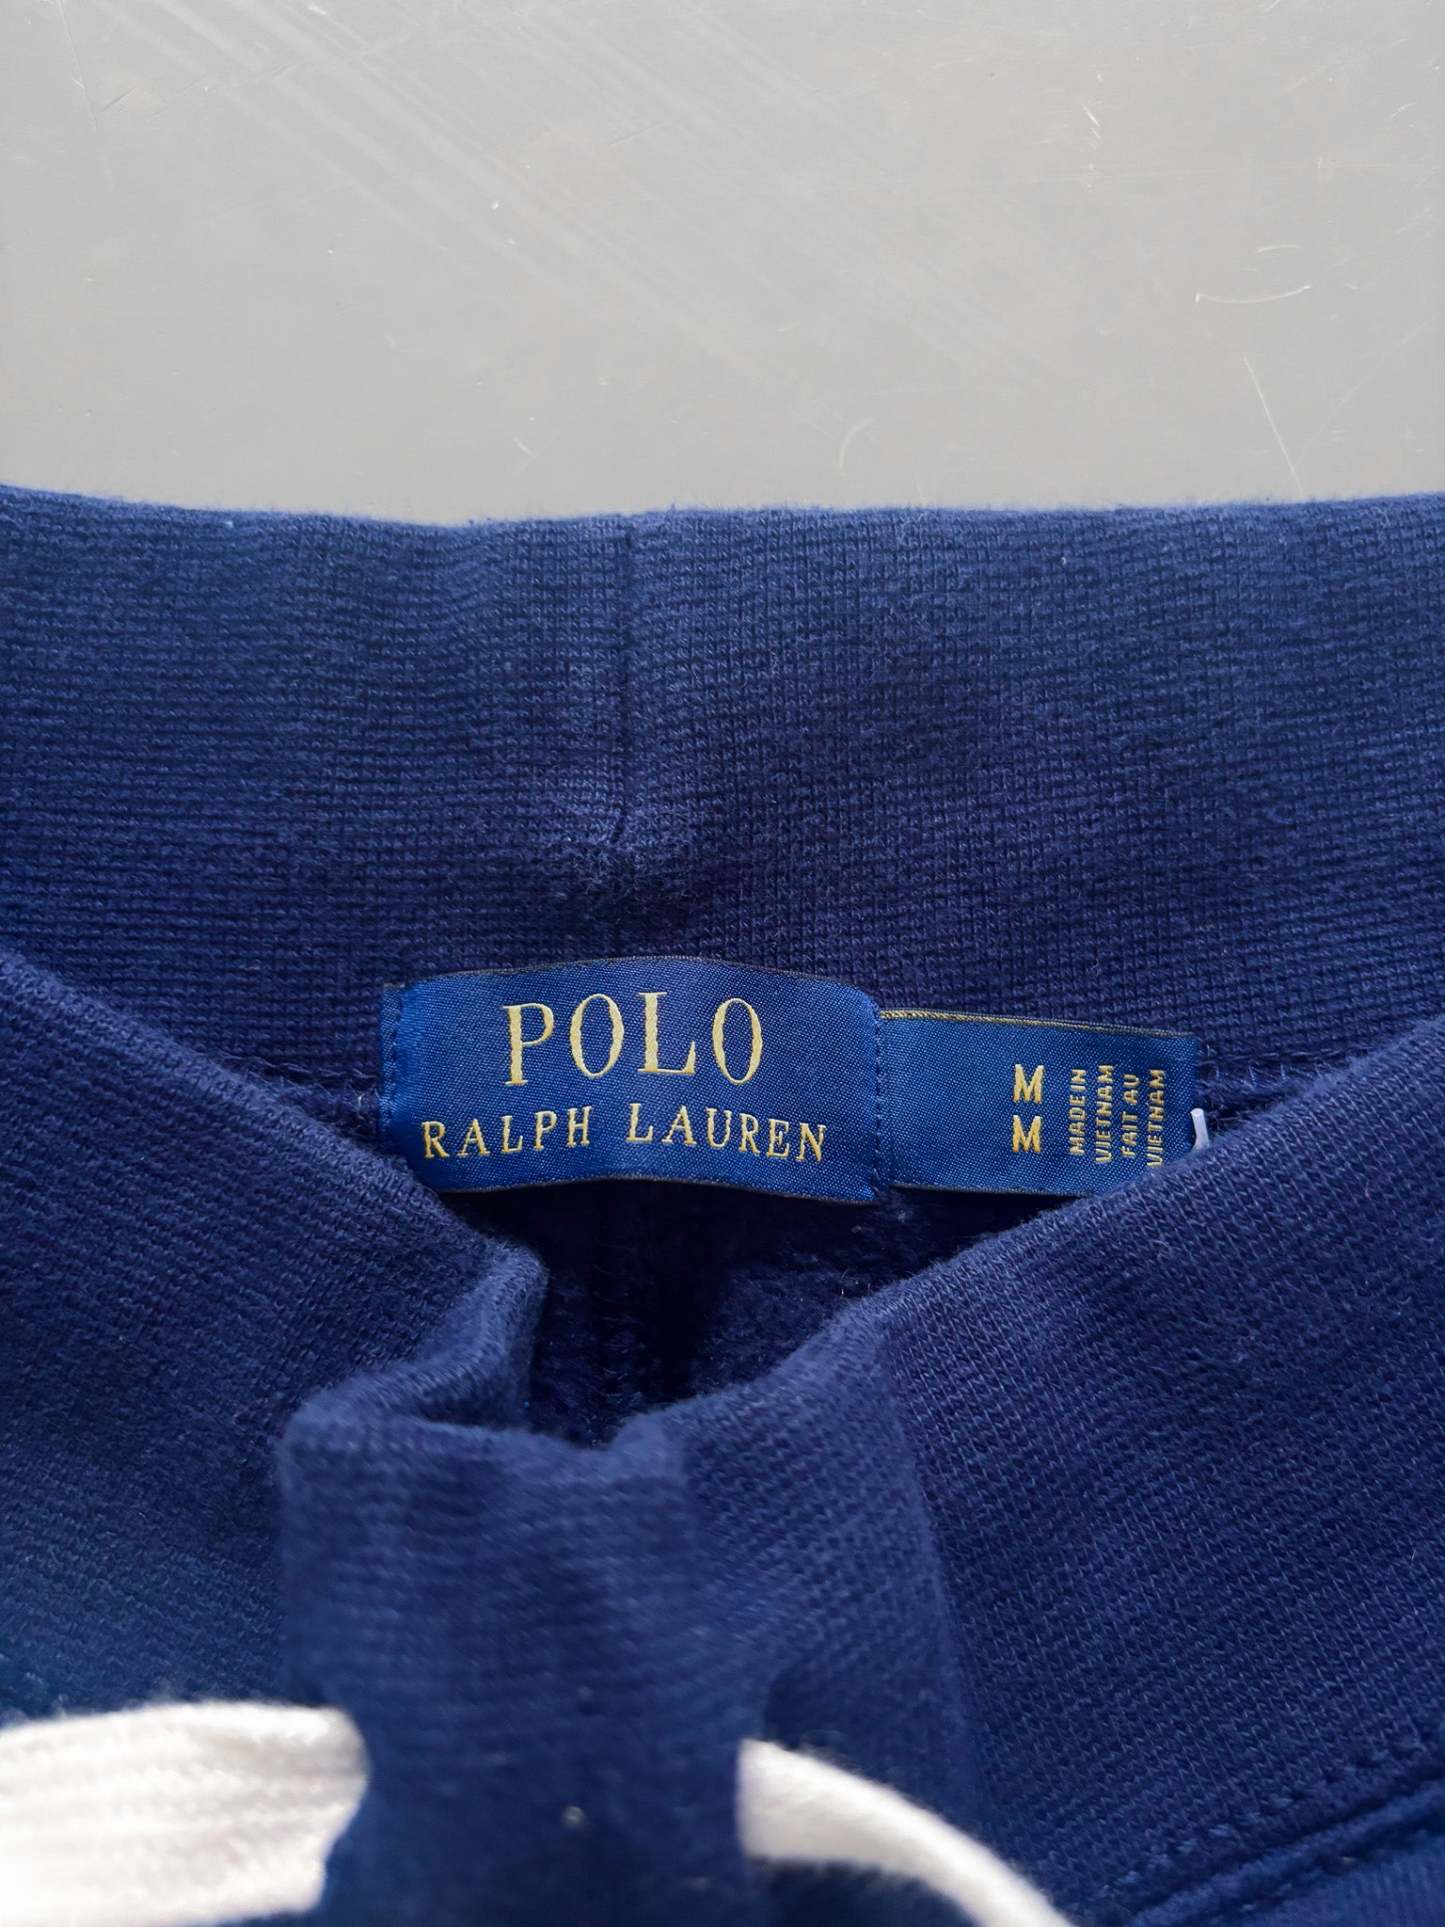 POLO
RALPH LAUREN
M
M
MADE IN
VIETNAM
FAIT AU
VIETNAM